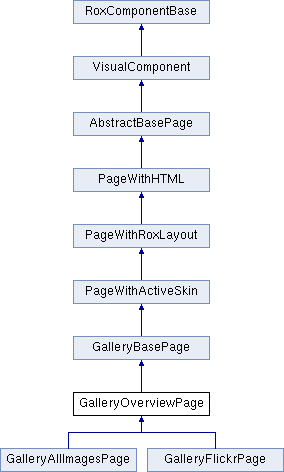 RoxComponentBase
VisualComponent
AbstractBasePage
PageWithHTML
PageWithRoxLayout
PageWithActiveSkin
GalleryBasePage
GalleryOverviewPage
GalleryAllImagesPage
GalleryFlickrPage